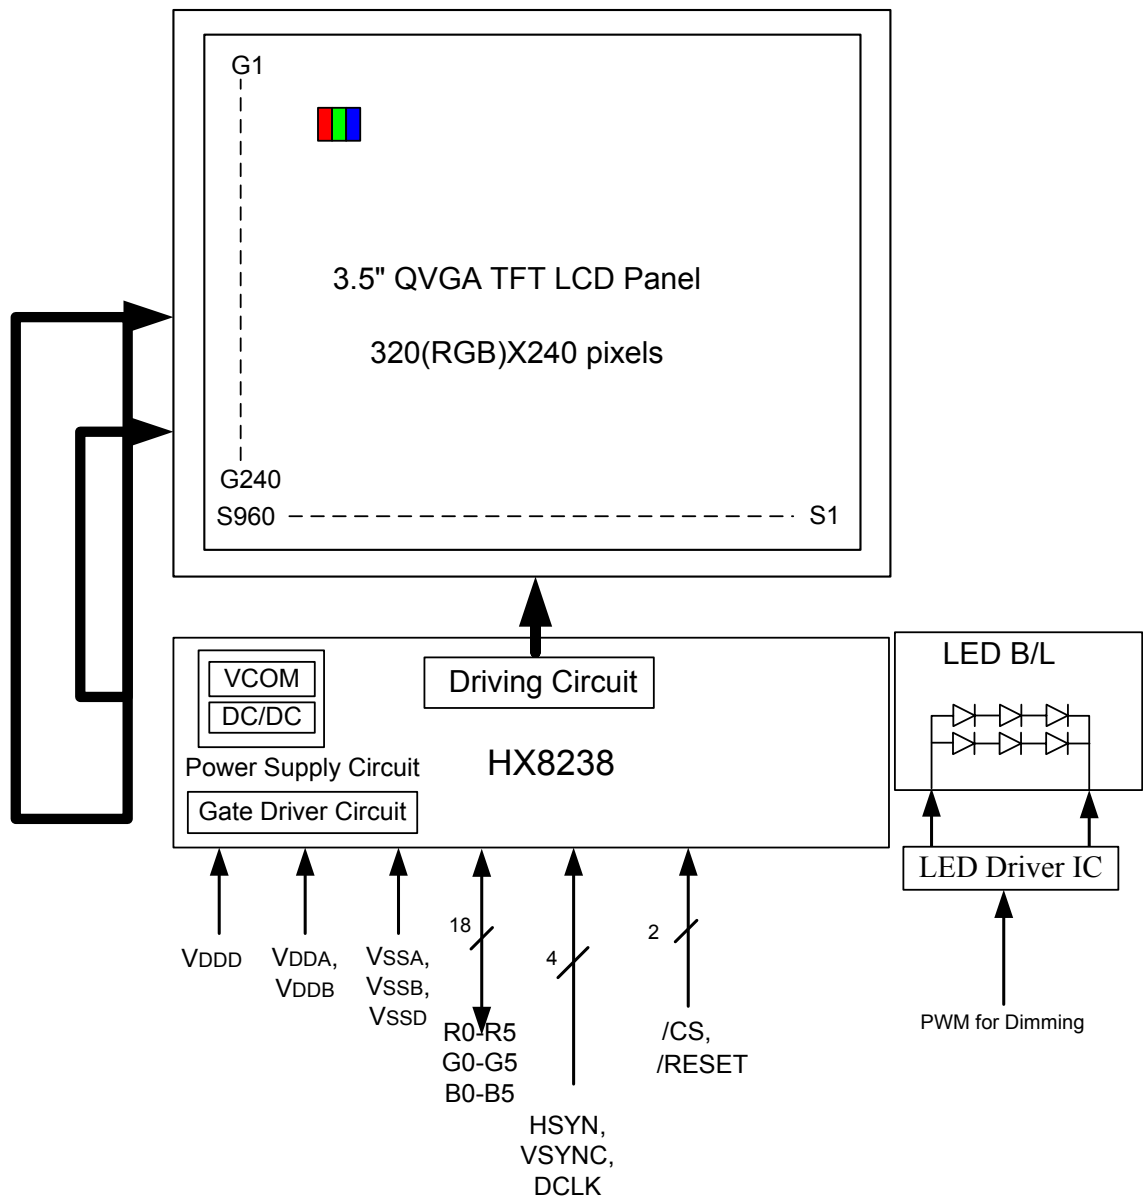 G1
3.5" QVGA TFT LCD Panel
320(RGB)X240 pixels
G240
S960
S1
Driving Circuit
VCOM
DC/DC
Power Supply Circuit
HX8238
Gate Driver Circuit
LED B/L
LED Driver IC
PWM for Dimming
VDDD
VDDA,
VDDB
VSSA,
VSSB,
VSSD
18
R0-R5
G0-G5
B0-B5
4
HSYN,
VSYNC,
DCLK
2
/CS,
/RESET